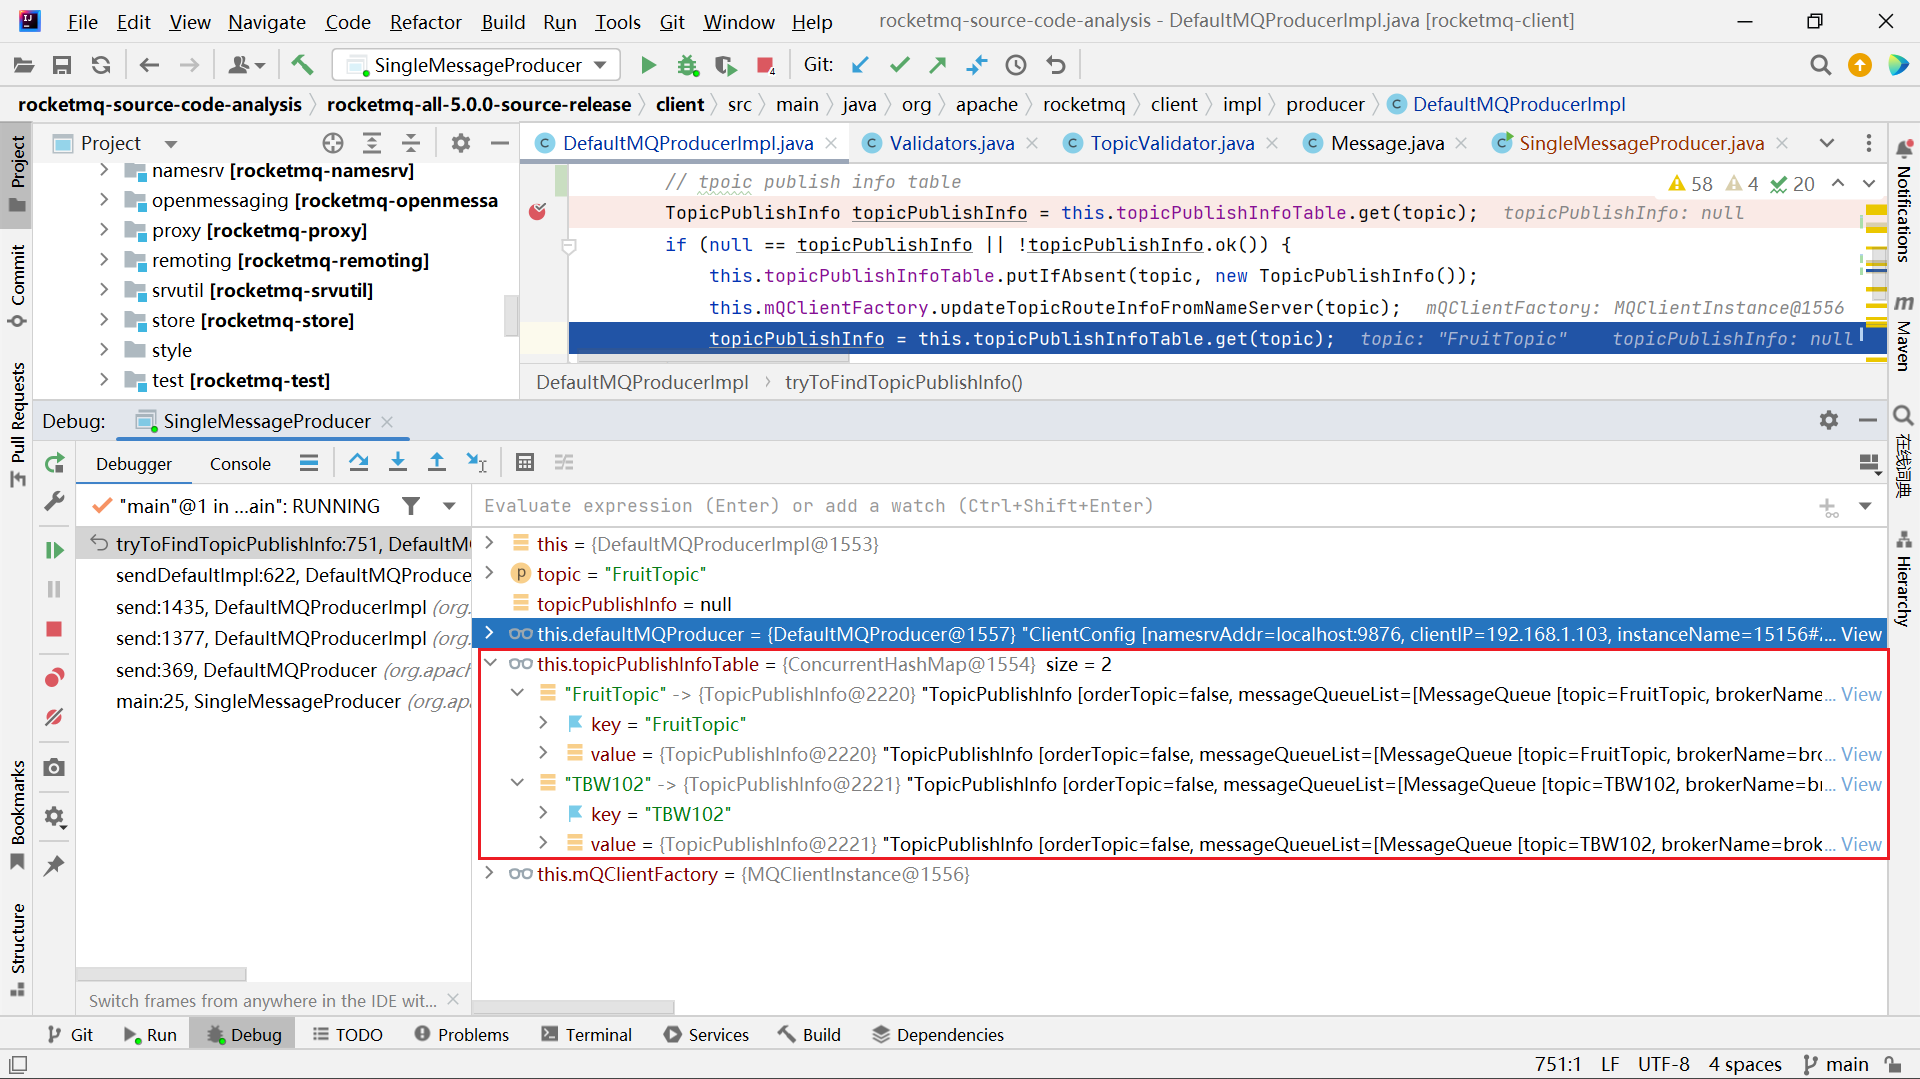 File Edit View Navigate Code Refactor Build Run Tools Git Window Help rocketmq-source-code-analysis - DefaultMQProducerImpl.java [rocketmq-client]
SingleMessageProducer Git:
rocketmq-source-code-analysis rocketmq-all-5.0.0-source-release client src main java org apache rocketmq client impl producer DefaultMQProducerImpl
Project
DefaultMQProducerImpl.java Validators.java TopicValidator.java Message.java SingleMessageProducer.java
namesrv [rocketmq-namesrv]
openmessaging [rocketmq-openmessa
proxy [rocketmq-proxy]
remoting [rocketmq-remoting]
srvutil [rocketmq-srvutil]
store [rocketmq-store]
style
test [rocketmq-test]
// tpoic publish info table
58 4 20
TopicPublishInfo topicPublishInfo = this.topicPublishInfoTable.get(topic); topicPublishInfo: null
if (null == topicPublishInfo || !topicPublishInfo.ok()) {
this.topicPublishInfoTable.putIfAbsent(topic, new TopicPublishInfo());
this.mQClientFactory.updateTopicRouteInfoFromNameServer(topic); mQClientFactory: MQClientInstance@1556
topicPublishInfo = this.topicPublishInfoTable.get(topic); topic: "FruitTopic" topicPublishInfo: null
DefaultMQProducerImpl tryToFindTopicPublishInfo()
Debug: SingleMessageProducer
Debugger Console
"main"@1 in ...ain": RUNNING
Evaluate expression (Enter) or add a watch (Ctrl+Shift+Enter)
tryToFindTopicPublishInfo:751, DefaultMQ
sendDefaultImpl:622, DefaultMQProduce
send:1435, DefaultMQProducerImpl (org.
send:1377, DefaultMQProducerImpl (org.
send:369, DefaultMQProducer (org.apach
main:25, SingleMessageProducer (org.apa
this = {DefaultMQProducerImpl@1553}
p topic = "FruitTopic"
topicPublishInfo = null
this.defaultMQProducer = {DefaultMQProducer@1557} "ClientConfig [namesrvAddr=localhost:9876, clientIP=192.168.1.103, instanceName=15156#2... View
this.topicPublishInfoTable = {ConcurrentHashMap@1554} size = 2
"FruitTopic" -> {TopicPublishInfo@2220} "TopicPublishInfo [orderTopic=false, messageQueueList=[MessageQueue [topic=FruitTopic, brokerName... View
key = "FruitTopic"
value = {TopicPublishInfo@2220} "TopicPublishInfo [orderTopic=false, messageQueueList=[MessageQueue [topic=FruitTopic, brokerName=bro... View
"TBW102" -> {TopicPublishInfo@2221} "TopicPublishInfo [orderTopic=false, messageQueueList=[MessageQueue [topic=TBW102, brokerName=br... View
key = "TBW102"
value = {TopicPublishInfo@2221} "TopicPublishInfo [orderTopic=false, messageQueueList=[MessageQueue [topic=TBW102, brokerName=brok... View
this.mQClientFactory = {MQClientInstance@1556}
Switch frames from anywhere in the IDE wit...
Git Run Debug TODO Problems Terminal Services Build Dependencies
751:1 LF UTF-8 4 spaces main
Project
Commit
Pull Requests
Bookmarks
Structure
Notifications
m Maven
在线词典
Hierarchy